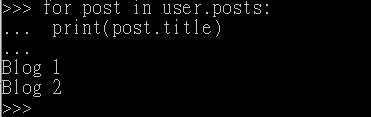 >>> for post in user.posts:
...  print(post.title)
...
Blog 1
Blog 2
>>>